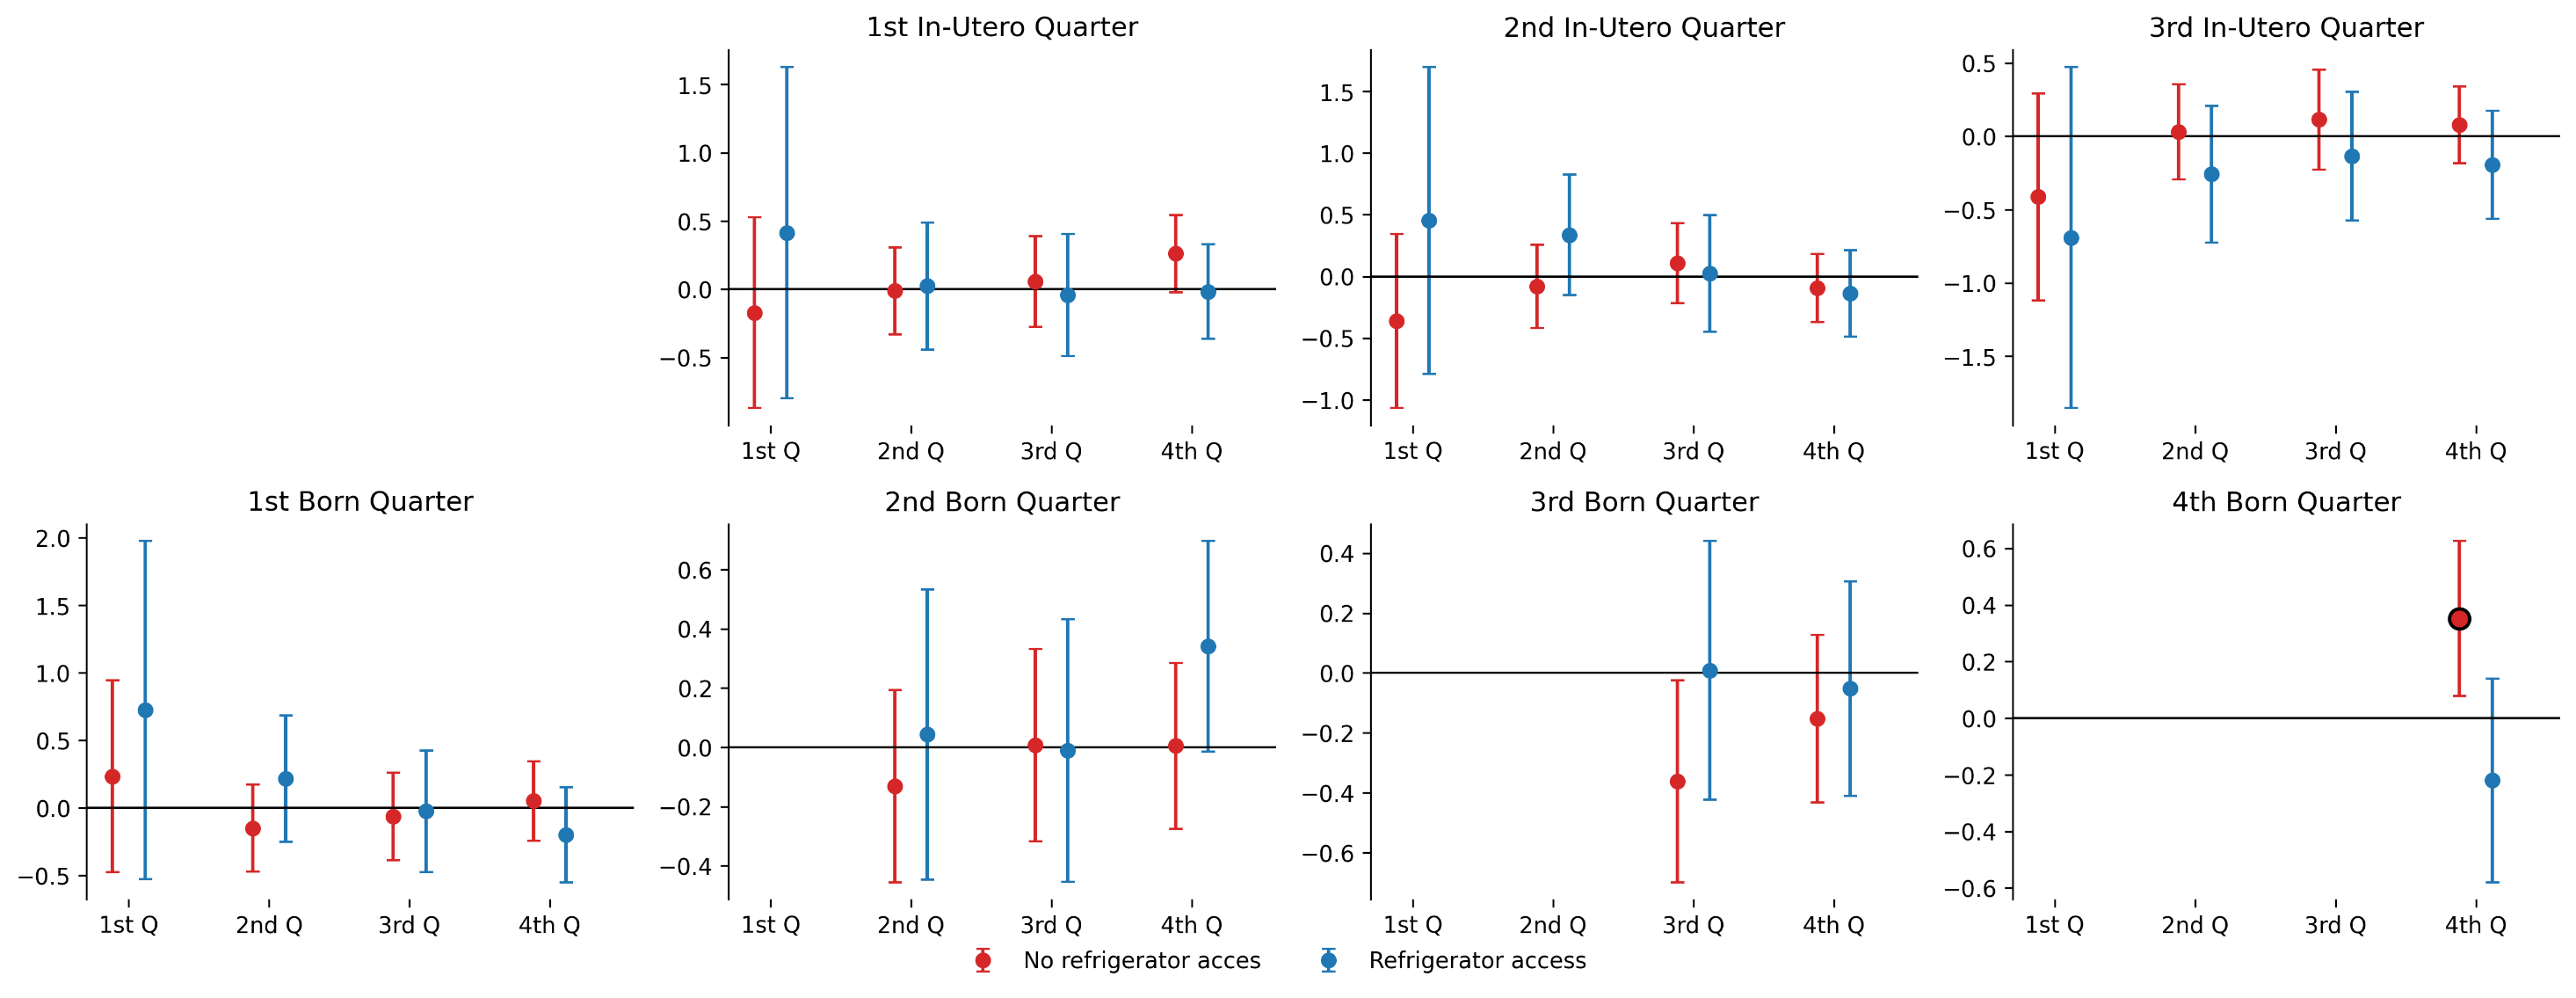 1st In-Utero Quarter
1.5
1.0
0.5
0.0
−0.5
1st Q 2nd Q 3rd Q 4th Q
2nd In-Utero Quarter
1.5
1.0
0.5
0.0
−0.5
−1.0
1st Q 2nd Q 3rd Q 4th Q
3rd In-Utero Quarter
0.5
0.0
−0.5
−1.0
−1.5
1st Q 2nd Q 3rd Q 4th Q
1st Born Quarter
2.0
1.5
1.0
0.5
0.0
−0.5
1st Q 2nd Q 3rd Q 4th Q
2nd Born Quarter
0.6
0.4
0.2
0.0
−0.2
−0.4
1st Q 2nd Q 3rd Q 4th Q
3rd Born Quarter
0.4
0.2
0.0
−0.2
−0.4
−0.6
1st Q 2nd Q 3rd Q 4th Q
4th Born Quarter
0.6
0.4
0.2
0.0
−0.2
−0.4
−0.6
1st Q 2nd Q 3rd Q 4th Q
No refrigerator acces Refrigerator access